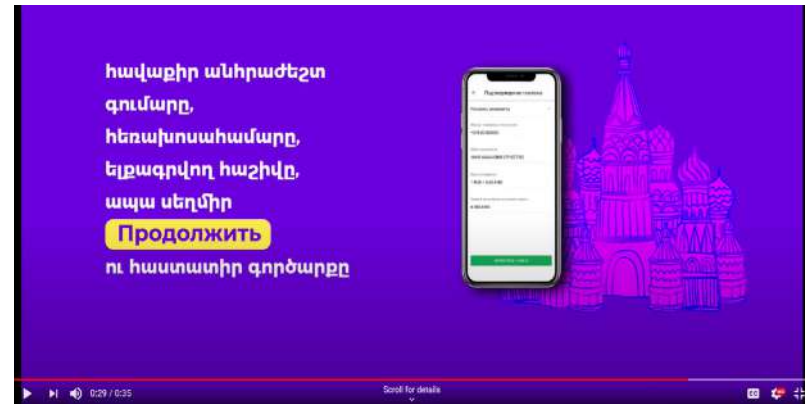 հավաքիր անհրաժեշտ
գումարը,
հեռախոսահամարը,
ելքագրվող հաշիվը,
ապա սեղմիր
Продолжить
ու հաստատիր գործարքը
0:29 / 0:35
Scroll for details
CC